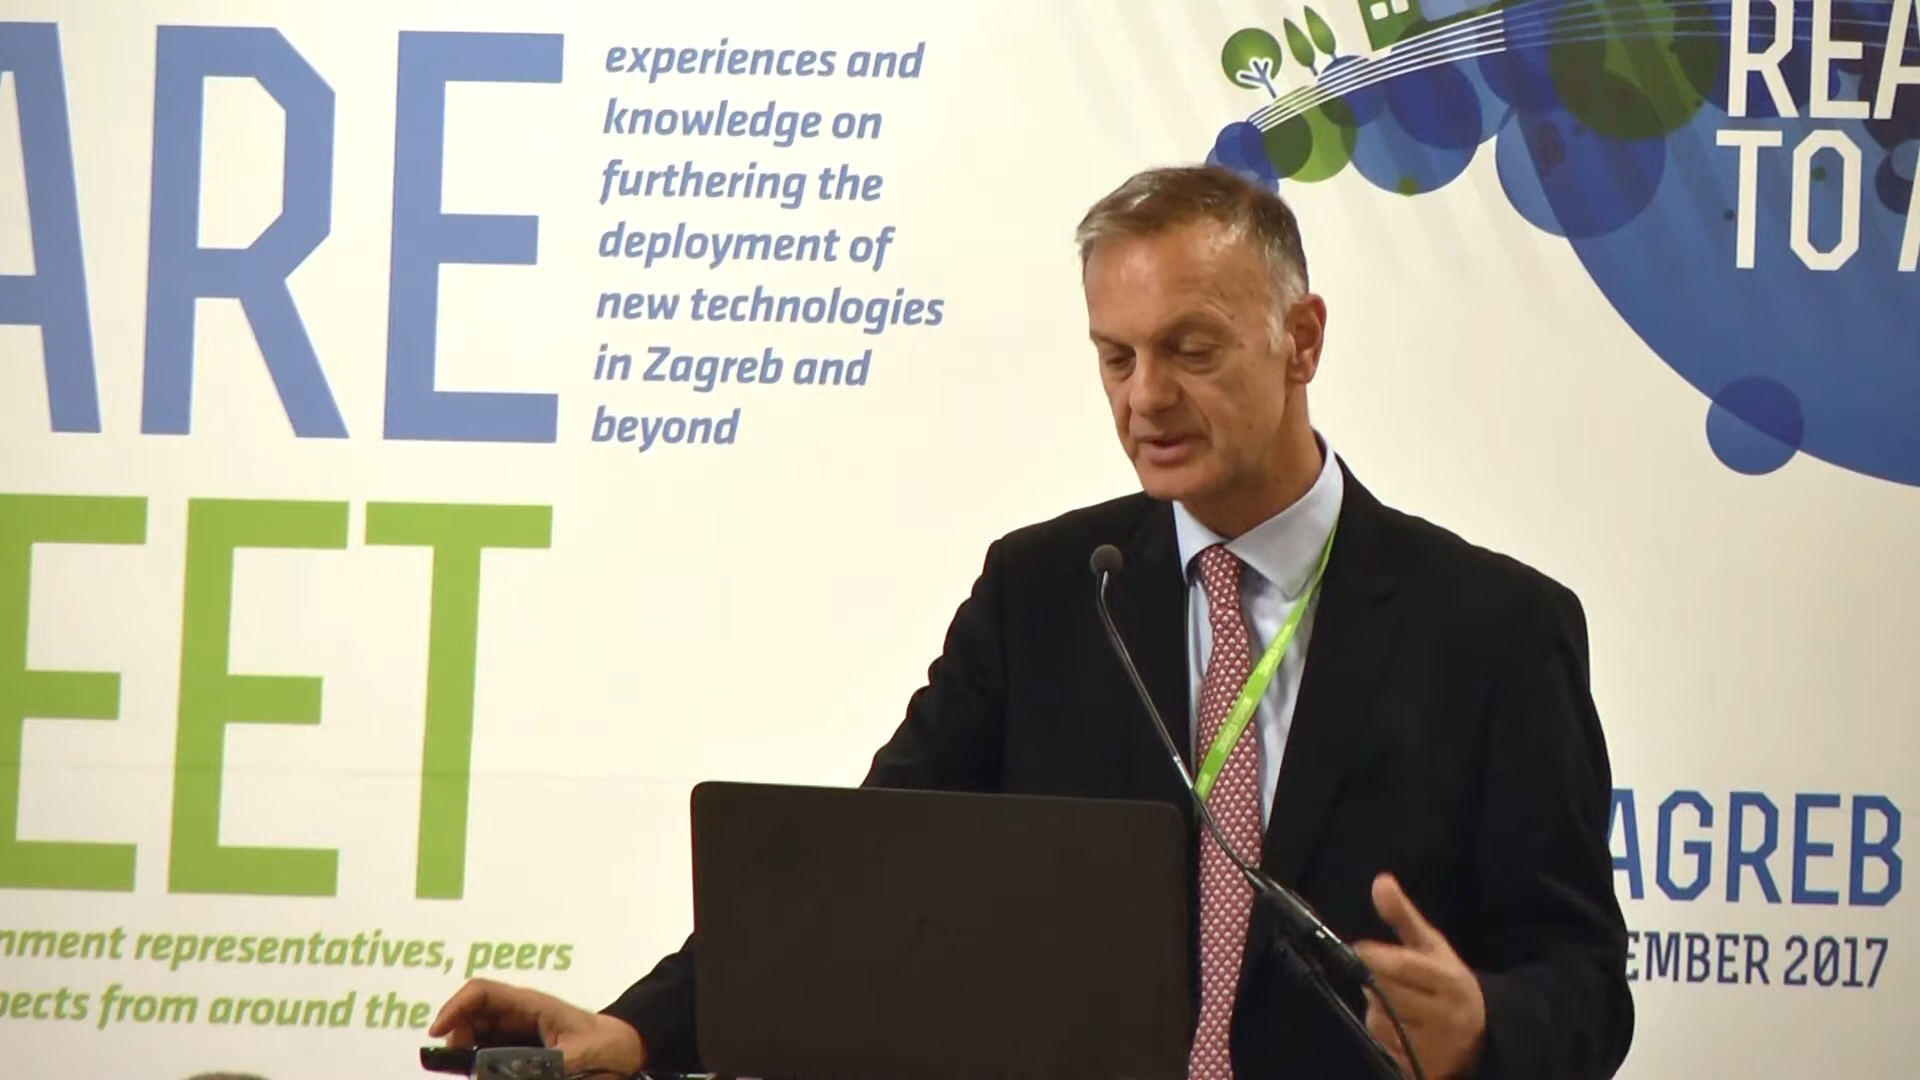 ARE
experiences and
knowledge on
furthering the
deployment of
new technologies
in Zagreb and
beyond
EET
nment representatives, peers
pects from around the
REA
TO A
AGREB
EMBER 2017